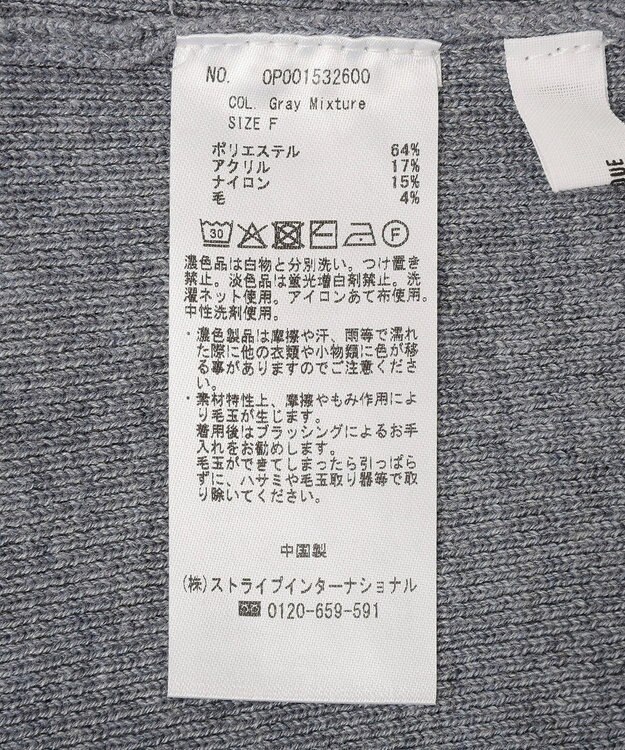 NO. OP001532600
COL. Gray Mixture
SIZE F
ポリエステル 64%
アクリル 17%
ナイロン 15%
毛 4%
30 F
濃色品は白物と分別洗い。つけ置き
禁止。淡色品は蛍光増白剤禁止。洗
濯ネット使用。アイロンあて布使用。
中性洗剤使用。
・濃色製品は摩擦や汗、雨等で濡れ
た際に他の衣類や小物類に色が移
る事がありますのでご注意くださ
い。
・素材特性上、摩擦やもみ作用によ
り毛玉が生じます。
着用後はブラッシングによるお手
入れをお勧めします。
毛玉ができてしまったら引っぱら
ずに、ハサミや毛玉取り器等で取
り除いてください。
中国製
(株)ストライプインターナショナル
0120-659-591
UE